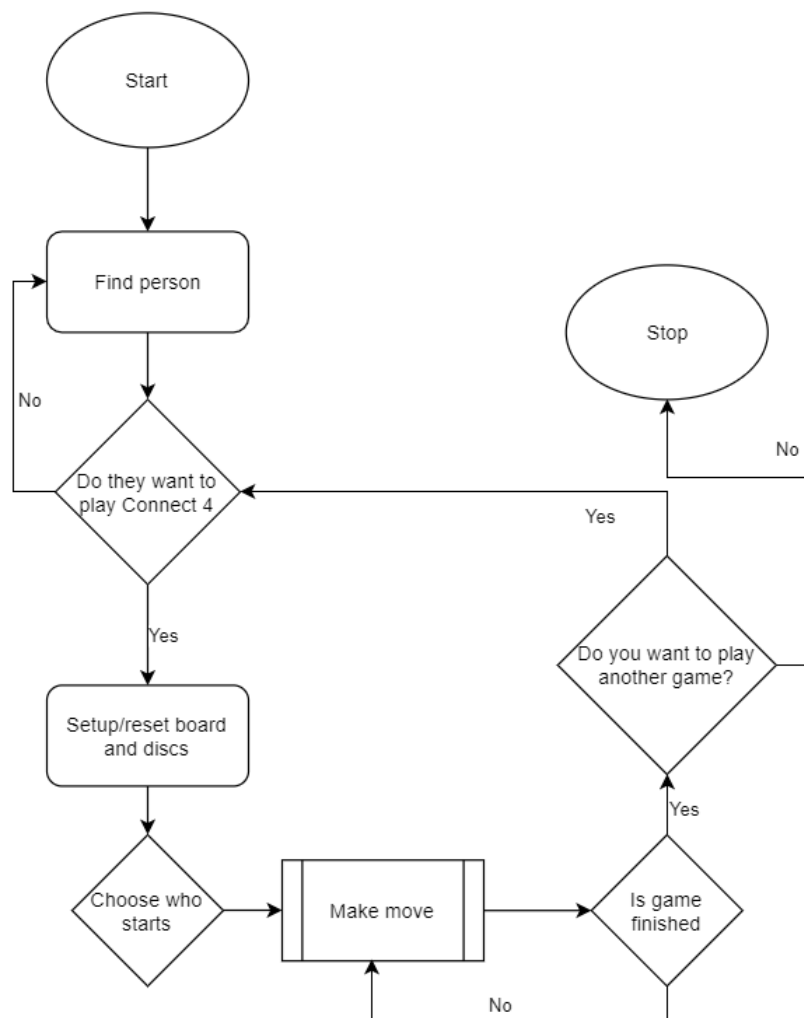 Start
Find person
Stop
No
No
Do they want to
play Connect 4
Yes
Yes
Do you want to play
another game?
Setup/reset board
and discs
Yes
Choose who
starts
Make move
Is game
finished
No